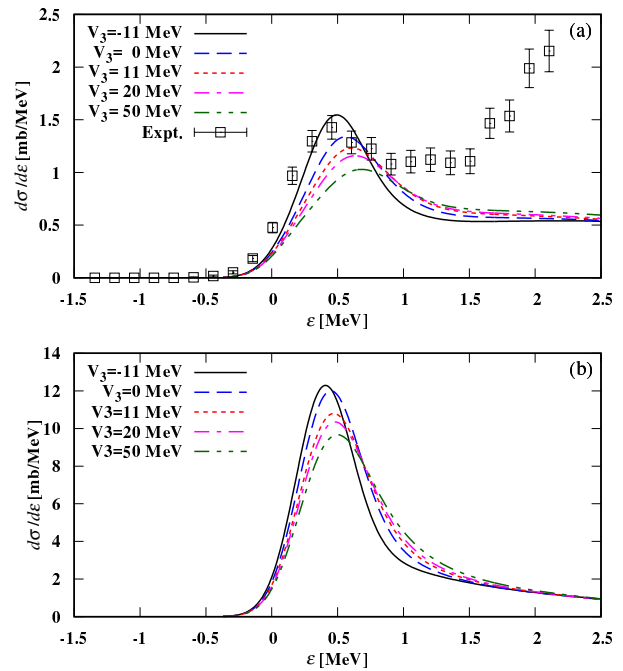 2.5
2
1.5
1
0.5
0
-1.5 -1 -0.5 0 0.5 1 1.5 2 2.5
dσ/dε [mb/MeV]
ε [MeV]
(a)
V3=-11 MeV
V3= 0 MeV
V3= 11 MeV
V3= 20 MeV
V3= 50 MeV
Expt.
14
12
10
8
6
4
2
0
-1.5 -1 -0.5 0 0.5 1 1.5 2 2.5
dσ/dε [mb/MeV]
ε [MeV]
(b)
V3=-11 MeV
V3=0 MeV
V3=11 MeV
V3=20 MeV
V3=50 MeV